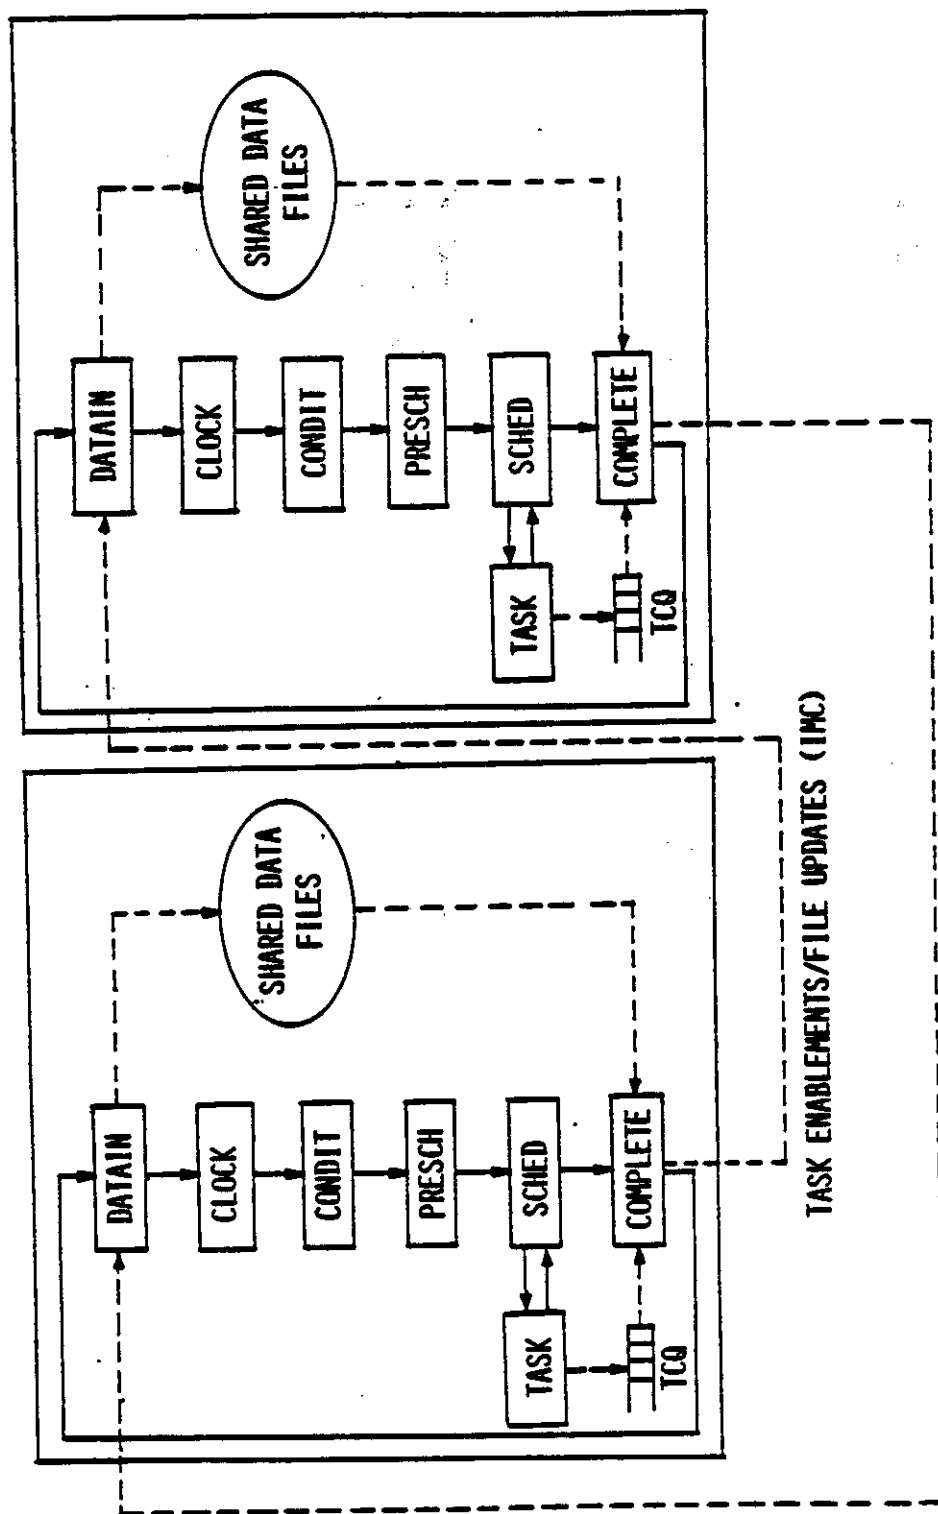 DATAIN
CLOCK
CONDIT
PRESCH
SCHED
COMPLETE
TASK
TCQ
SHARED DATA
FILES
DATAIN
CLOCK
CONDIT
PRESCH
SCHED
COMPLETE
TASK
TCQ
SHARED DATA
FILES
TASK ENABLEMENTS/FILE UPDATES (IMC)